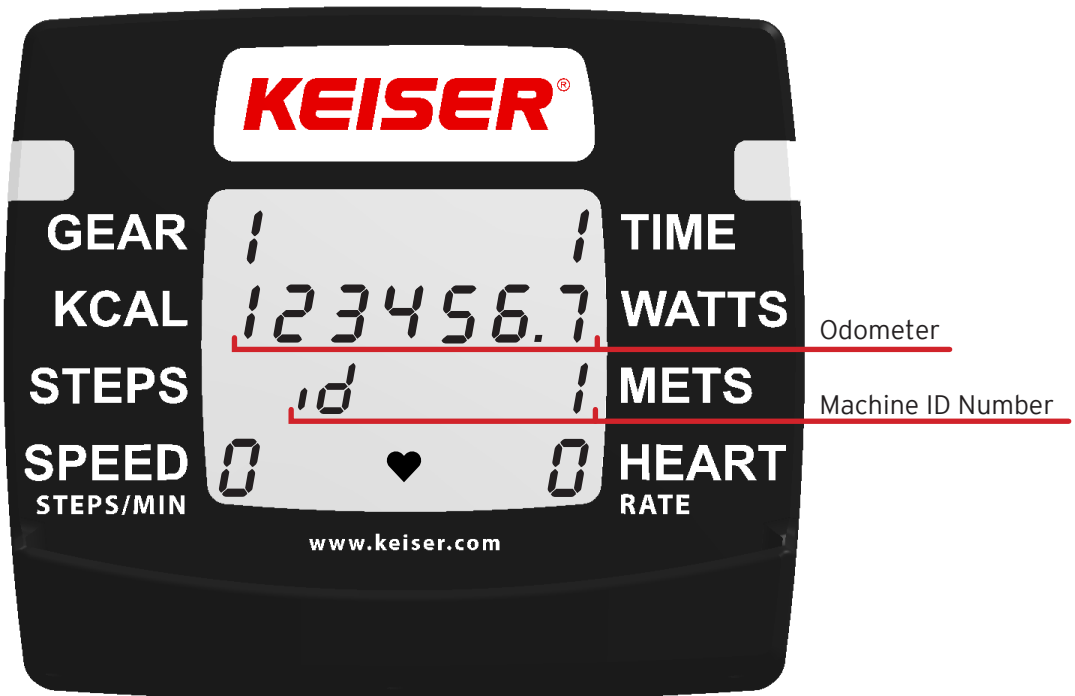 KEISER®
GEAR 1 1 TIME
KCAL 123456.7 WATTS
Odometer
STEPS id 1 METS
Machine ID Number
SPEED 0 0 HEART
STEPS/MIN RATE
www.keiser.com